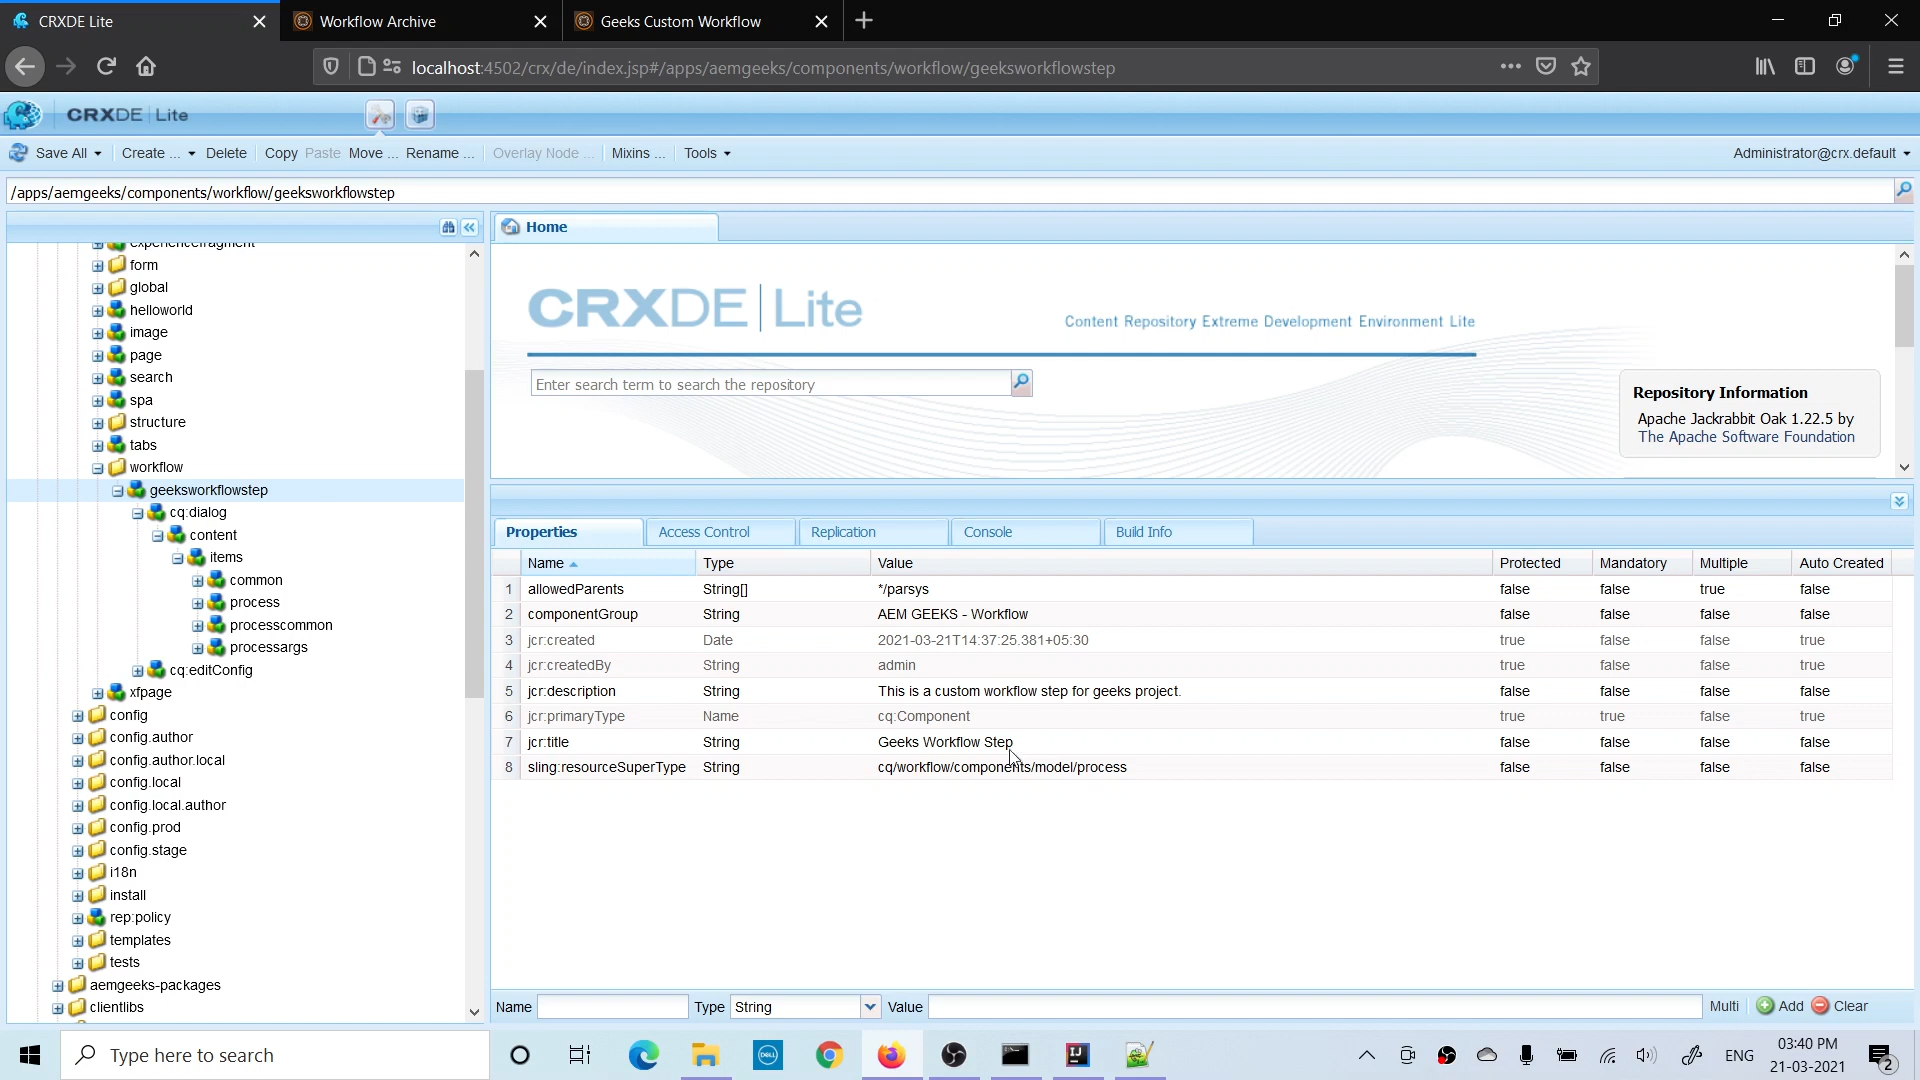 CRXDE Lite
Workflow Archive
Geeks Custom Workflow
localhost:4502/crx/de/index.jsp#/apps/aemgeeks/components/workflow/geeksworkflowstep
CRXDE | Lite
Save All Create ... Delete Copy Paste Move ... Rename ... Overlay Node ... Mixins ... Tools
Administrator@crx.default
/apps/aemgeeks/components/workflow/geeksworkflowstep
experiencefragment
form
global
helloworld
image
page
search
spa
structure
tabs
workflow
geeksworkflowstep
cq:dialog
content
items
common
process
processcommon
processargs
cq:editConfig
xfpage
config
config.author
config.author.local
config.local
config.local.author
config.prod
config.stage
i18n
install
rep:policy
templates
tests
aemgeeks-packages
clientlibs
Home
CRXDE | Lite
Content Repository Extreme Development Environment Lite
Enter search term to search the repository
Repository Information
Apache Jackrabbit Oak 1.22.5 by
The Apache Software Foundation
Properties Access Control Replication Console Build Info
Name Type Value Protected Mandatory Multiple Auto Created
1 allowedParents String[] */parsys false false true false
2 componentGroup String AEM GEEKS - Workflow false false false false
3 jcr:created Date 2021-03-21T14:37:25.381+05:30 true false false true
4 jcr:createdBy String admin true false false true
5 jcr:description String This is a custom workflow step for geeks project. false false false false
6 jcr:primaryType Name cq:Component true true false true
7 jcr:title String Geeks Workflow Step false false false false
8 sling:resourceSuperType String cq/workflow/components/model/process false false false false
Name Type String Value Multi Add Clear
Type here to search
DELL
IJ
ENG
03:40 PM
21-03-2021
2